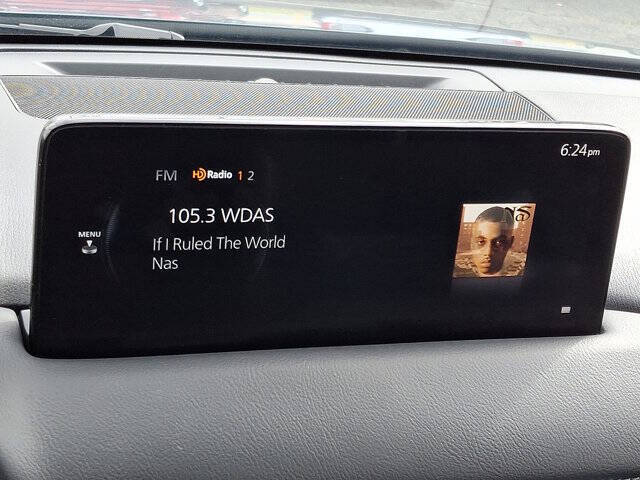 6:24pm
FM HD Radio 1 2
105.3 WDAS
MENU
If I Ruled The World
Nas
NAS